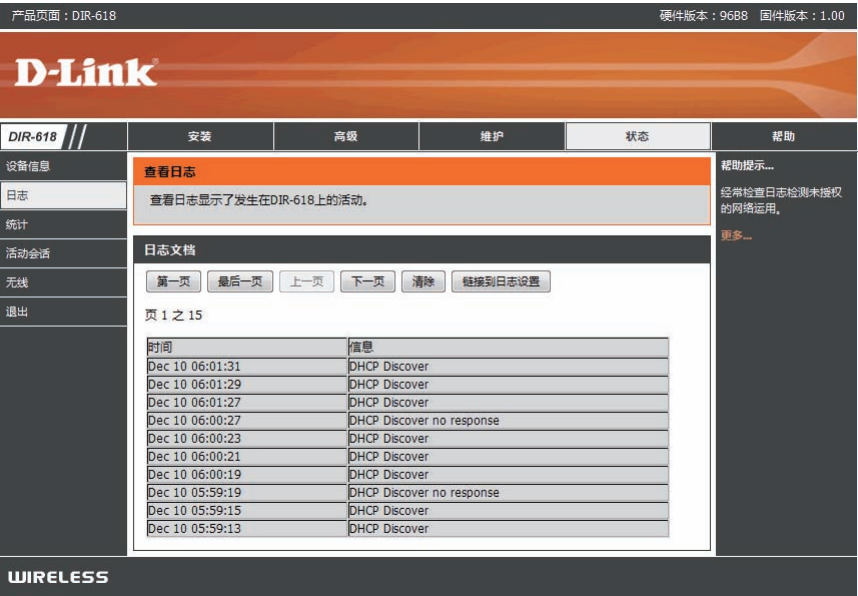 产品页面：DIR-618 硬件版本：96B8 固件版本：1.00
D-Link
DIR-618 安装 高级 维护 状态 帮助
设备信息
日志
统计
活动会话
无线
退出
查看日志
查看日志显示了发生在DIR-618上的活动。
日志文档
第一页 最后一页 上一页 下一页 清除 链接到日志设置
页 1 之 15
时间 信息
Dec 10 06:01:31 DHCP Discover
Dec 10 06:01:29 DHCP Discover
Dec 10 06:01:27 DHCP Discover
Dec 10 06:00:27 DHCP Discover no response
Dec 10 06:00:23 DHCP Discover
Dec 10 06:00:21 DHCP Discover
Dec 10 06:00:19 DHCP Discover
Dec 10 05:59:19 DHCP Discover no response
Dec 10 05:59:15 DHCP Discover
Dec 10 05:59:13 DHCP Discover
帮助提示...
经常检查日志检测未授权
的网络运用。
更多...
WIRELESS